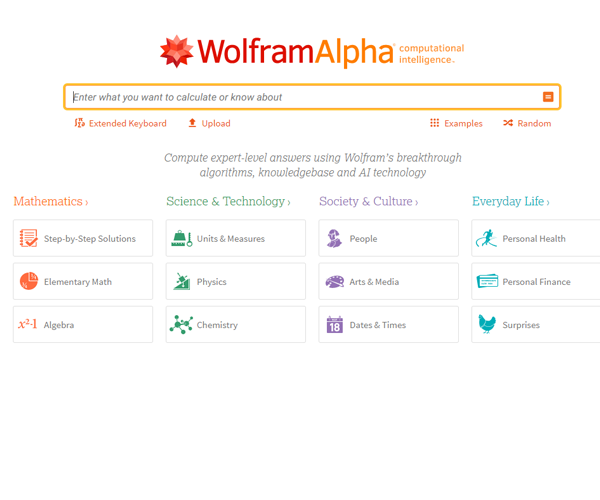 WolframAlpha computational
intelligence.™
Enter what you want to calculate or know about
Extended Keyboard Upload Examples Random
Compute expert-level answers using Wolfram's breakthrough
algorithms, knowledgebase and AI technology
Mathematics › Science & Technology › Society & Culture › Everyday Life ›
Step-by-Step Solutions Units & Measures People Personal Health
Elementary Math Physics Arts & Media Personal Finance
x²-1 Algebra Chemistry 18 Dates & Times Surprises